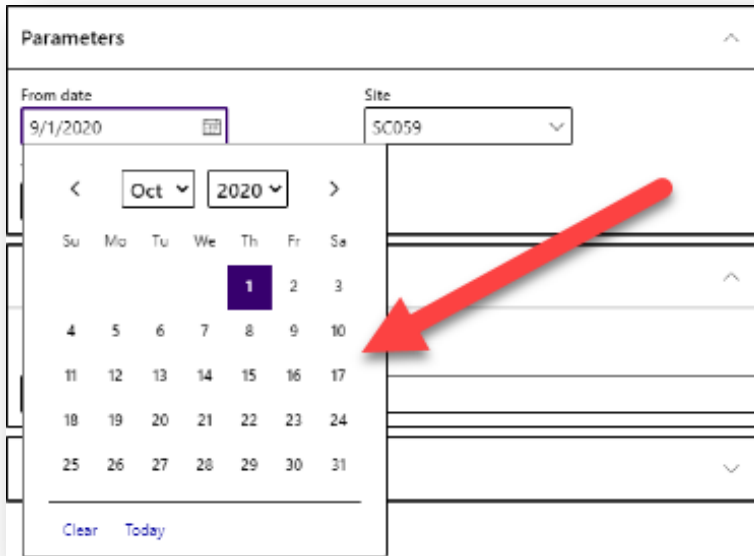 Parameters
From date Site
9/1/2020 SC059
Oct 2020
Su Mo Tu We Th Fr Sa
1 2 3
4 5 6 7 8 9 10
11 12 13 14 15 16 17
18 19 20 21 22 23 24
25 26 27 28 29 30 31
Clear Today